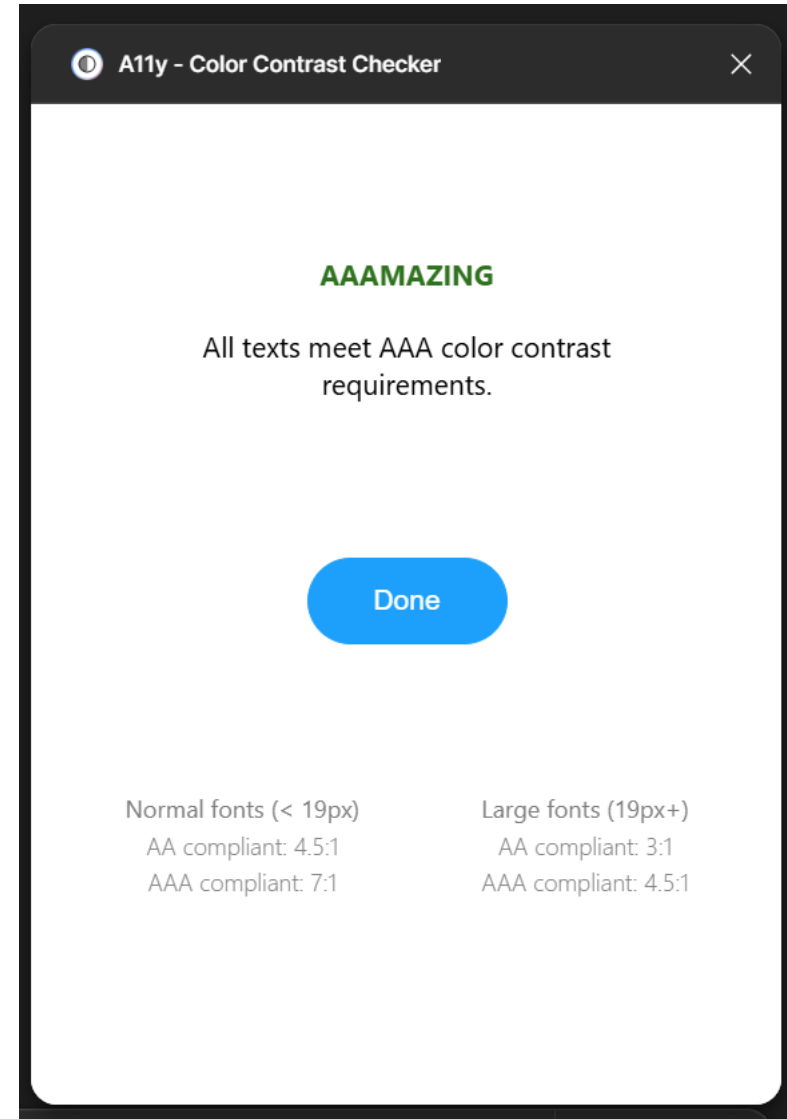 A11y - Color Contrast Checker
AAAMAZING
All texts meet AAA color contrast
requirements.
Done
Normal fonts (< 19px)
AA compliant: 4.5:1
AAA compliant: 7:1
Large fonts (19px+)
AA compliant: 3:1
AAA compliant: 4.5:1